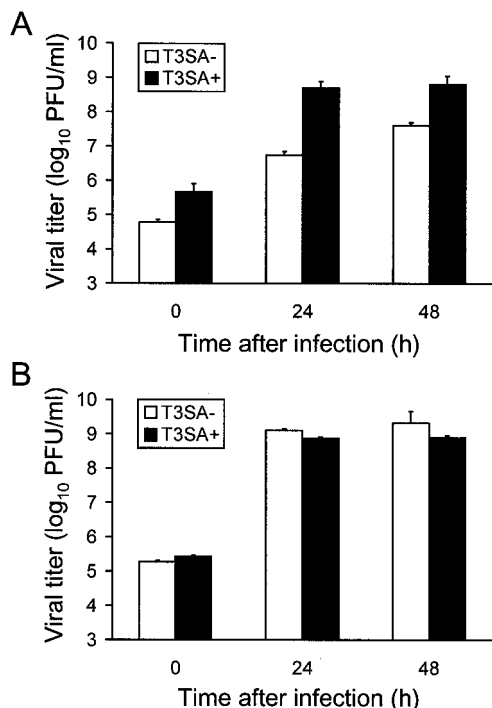 A
Viral titer (log10 PFU/ml)
10
9
8
7
6
5
4
3
T3SA-
T3SA+
0 24 48
Time after infection (h)
B
Viral titer (log10 PFU/ml)
10
9
8
7
6
5
4
3
T3SA-
T3SA+
0 24 48
Time after infection (h)